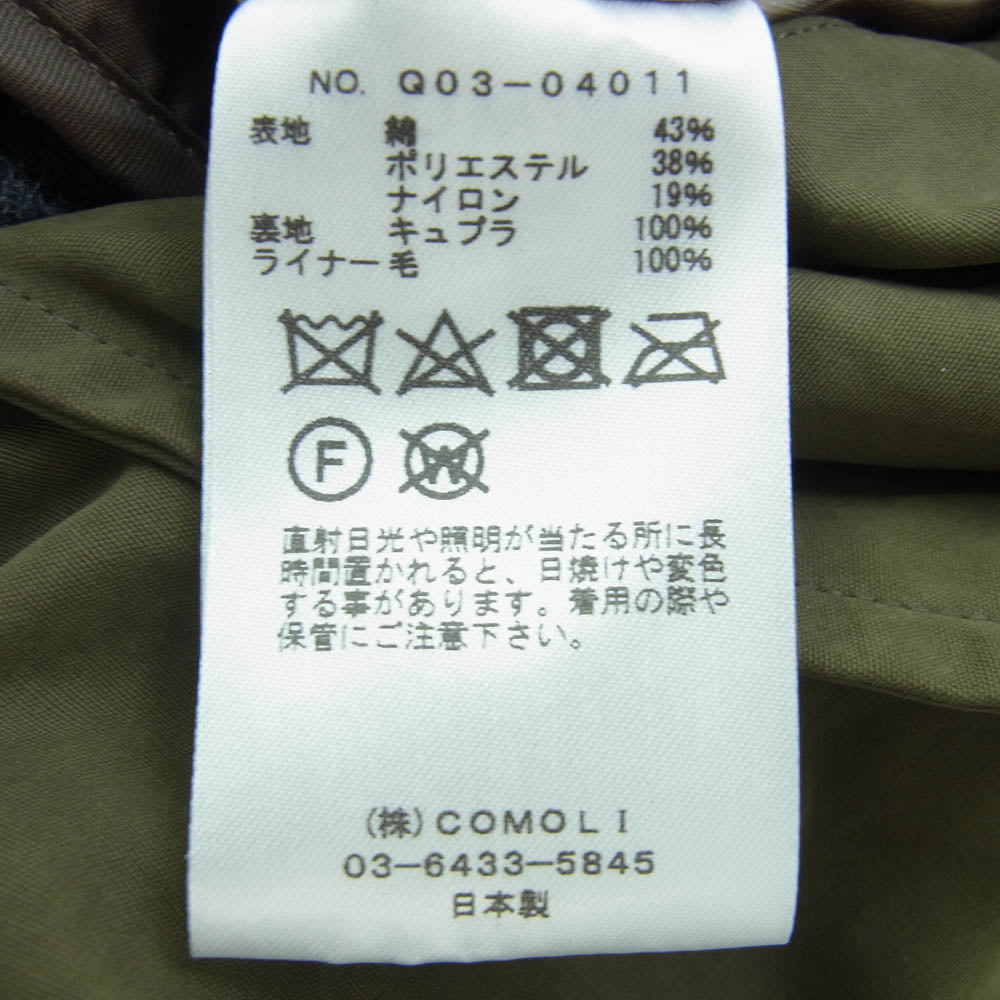 NO. Q03-04011
表地 綿 43%
ポリエステル 38%
ナイロン 19%
裏地 キュプラ 100%
ライナー毛 100%
F W
直射日光や照明が当たる所に長
時間置かれると、日焼けや変色
する事があります。着用の際や
保管にご注意下さい。
(株)COMOLI
03-6433-5845
日本製